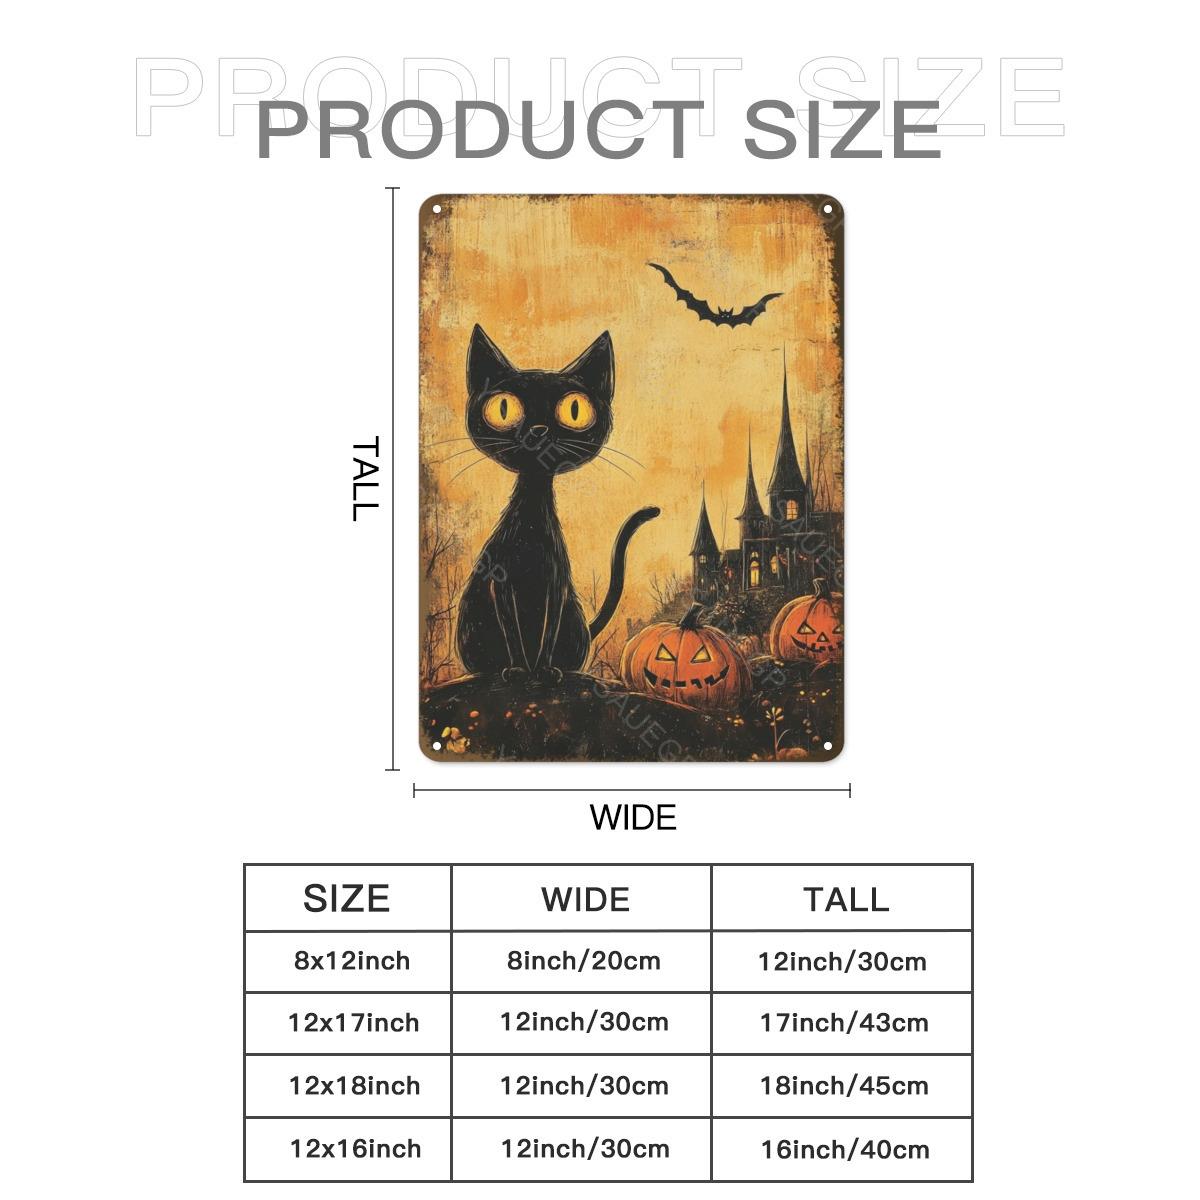 PRODUCT SIZE
PRODUCT SIZE
TALL
WIDE
SIZE WIDE TALL
8x12inch 8inch/20cm 12inch/30cm
12x17inch 12inch/30cm 17inch/43cm
12x18inch 12inch/30cm 18inch/45cm
12x16inch 12inch/30cm 16inch/40cm